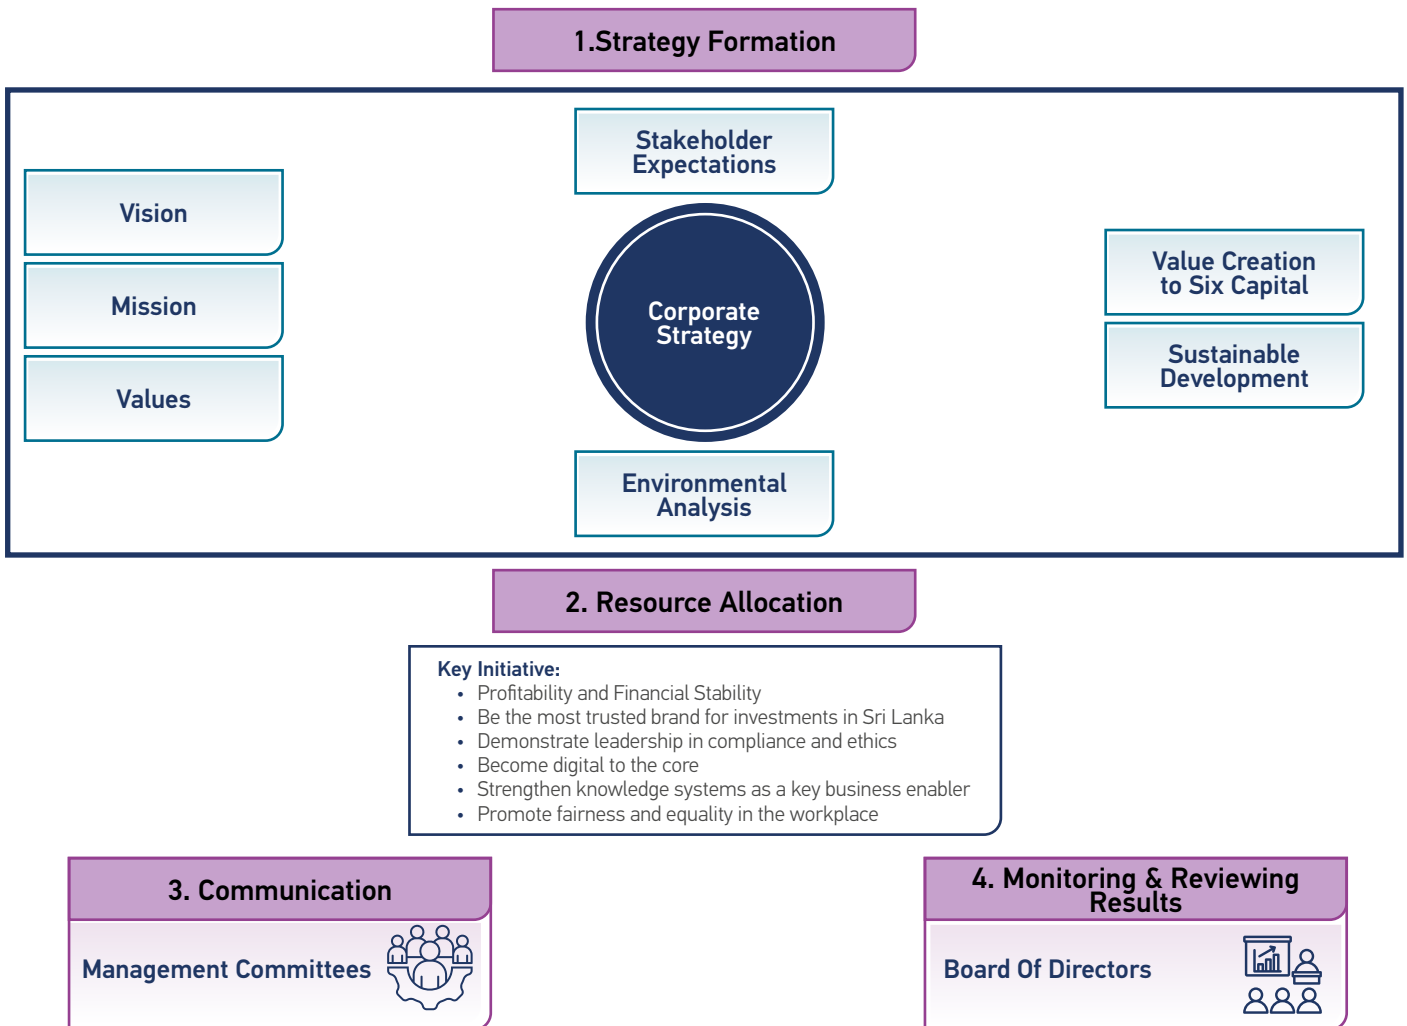 1.Strategy Formation
Stakeholder
Expectations
Vision
Mission
Values
Corporate
Strategy
Value Creation
to Six Capital
Sustainable
Development
Environmental
Analysis
2. Resource Allocation
Key Initiative:
• Profitability and Financial Stability
• Be the most trusted brand for investments in Sri Lanka
• Demonstrate leadership in compliance and ethics
• Become digital to the core
• Strengthen knowledge systems as a key business enabler
• Promote fairness and equality in the workplace
3. Communication
Management Committees
4. Monitoring & Reviewing
Results
Board Of Directors